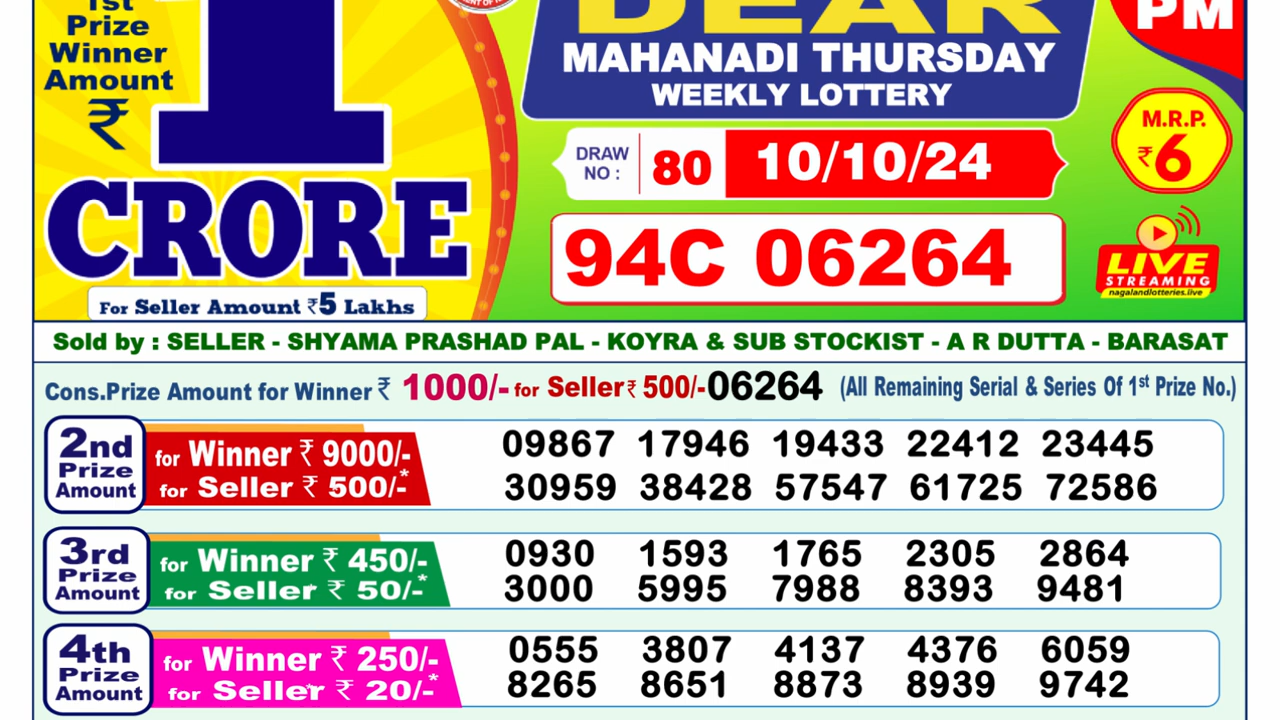 1st
Prize
Winner
Amount
₹
1
CRORE
For Seller Amount ₹5 Lakhs
DEAR
MAHANADI THURSDAY
WEEKLY LOTTERY
PM
DRAW NO : 80 10/10/24
M.R.P.
₹6
94C 06264
LIVE
STREAMING
nagalandlotteries.live
Sold by : SELLER - SHYAMA PRASHAD PAL - KOYRA & SUB STOCKIST - A R DUTTA - BARASAT
Cons.Prize Amount for Winner ₹ 1000/- for Seller ₹ 500/- 06264 (All Remaining Serial & Series Of 1st Prize No.)
2nd
Prize
Amount
for Winner ₹ 9000/-
for Seller ₹ 500/-*
09867 17946 19433 22412 23445
30959 38428 57547 61725 72586
3rd
Prize
Amount
for Winner ₹ 450/-
for Seller ₹ 50/-*
0930 1593 1765 2305 2864
3000 5995 7988 8393 9481
4th
Prize
Amount
for Winner ₹ 250/-
for Seller ₹ 20/-*
0555 3807 4137 4376 6059
8265 8651 8873 8939 9742